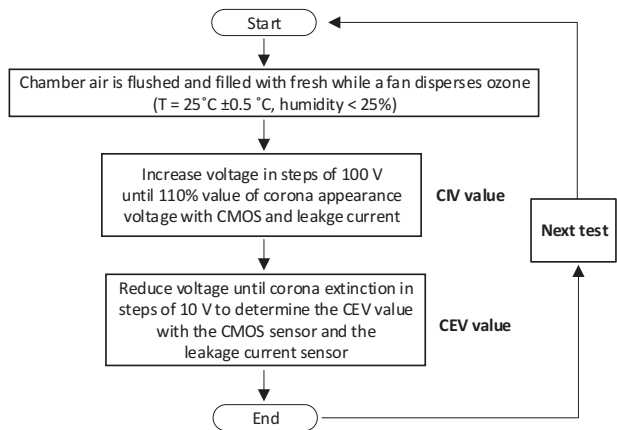 Start
Chamber air is flushed and filled with fresh while a fan disperses ozone
(T = 25˚C ±0.5 ˚C, humidity < 25%)
Increase voltage in steps of 100 V
until 110% value of corona appearance
voltage with CMOS and leakge current
CIV value
Next test
Reduce voltage until corona extinction in
steps of 10 V to determine the CEV value
with the CMOS sensor and the
leakage current sensor
CEV value
End